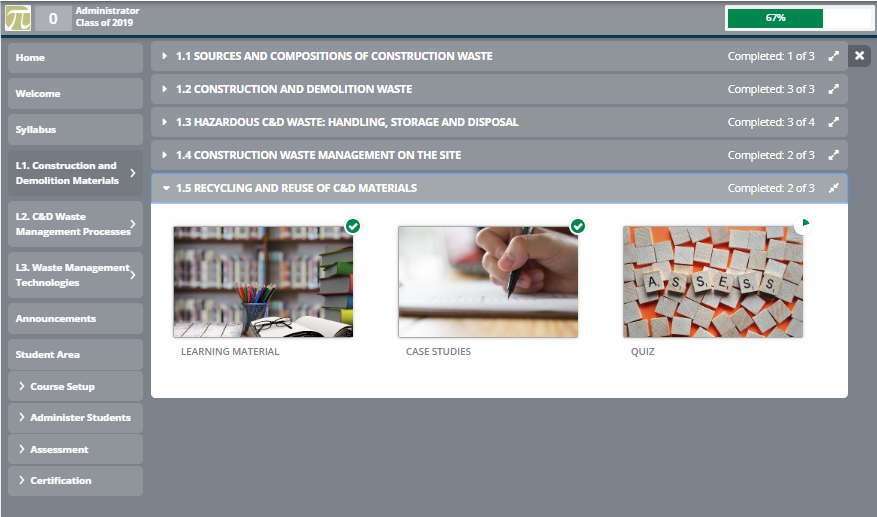 0
Administrator
Class of 2019
67%
Home
Welcome
Syllabus
L1. Construction and
Demolition Materials
L2. C&D Waste
Management Processes
L3. Waste Management
Technologies
Announcements
Student Area
Course Setup
Administer Students
Assessment
Certification
1.1 SOURCES AND COMPOSITIONS OF CONSTRUCTION WASTE Completed: 1 of 3
1.2 CONSTRUCTION AND DEMOLITION WASTE Completed: 3 of 3
1.3 HAZARDOUS C&D WASTE: HANDLING, STORAGE AND DISPOSAL Completed: 3 of 4
1.4 CONSTRUCTION WASTE MANAGEMENT ON THE SITE Completed: 2 of 3
1.5 RECYCLING AND REUSE OF C&D MATERIALS Completed: 2 of 3
ASSESS
LEARNING MATERIAL CASE STUDIES QUIZ